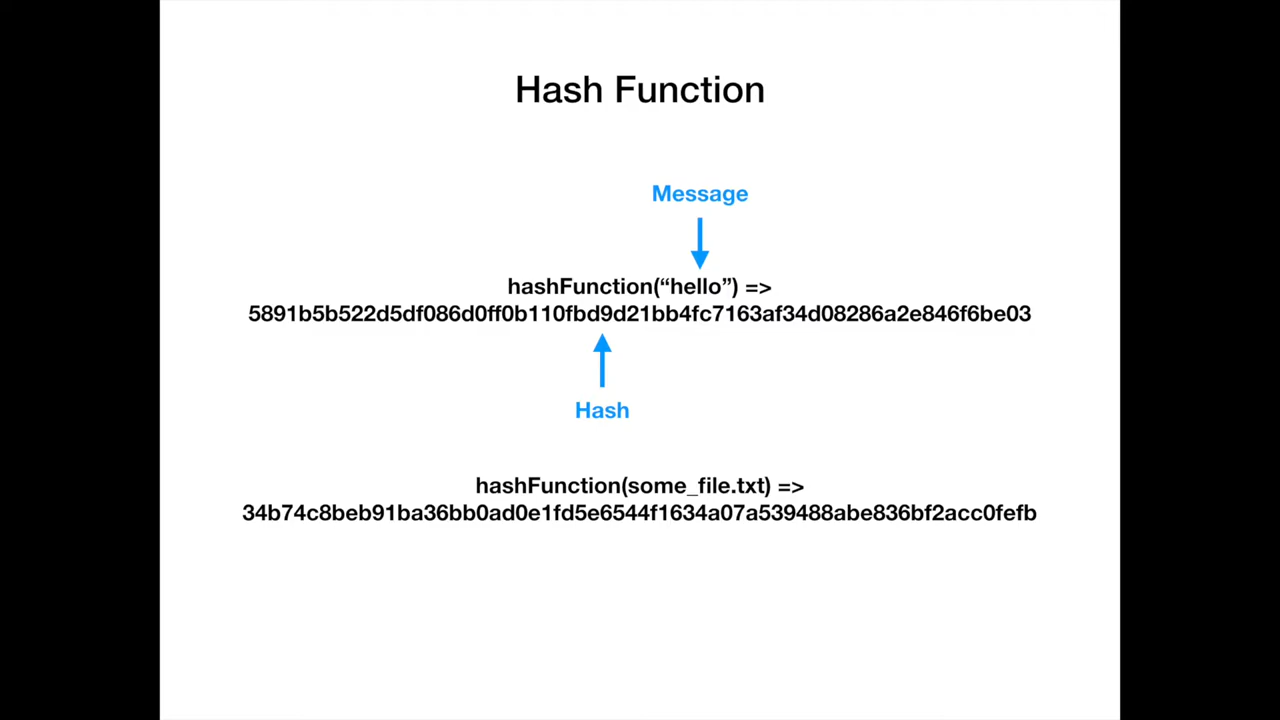 Hash Function
Message
hashFunction(“hello”) =>
5891b5b522d5df086d0ff0b110fbd9d21bb4fc7163af34d08286a2e846f6be03
Hash
hashFunction(some_file.txt) =>
34b74c8beb91ba36bb0ad0e1fd5e6544f1634a07a539488abe836bf2acc0fefb